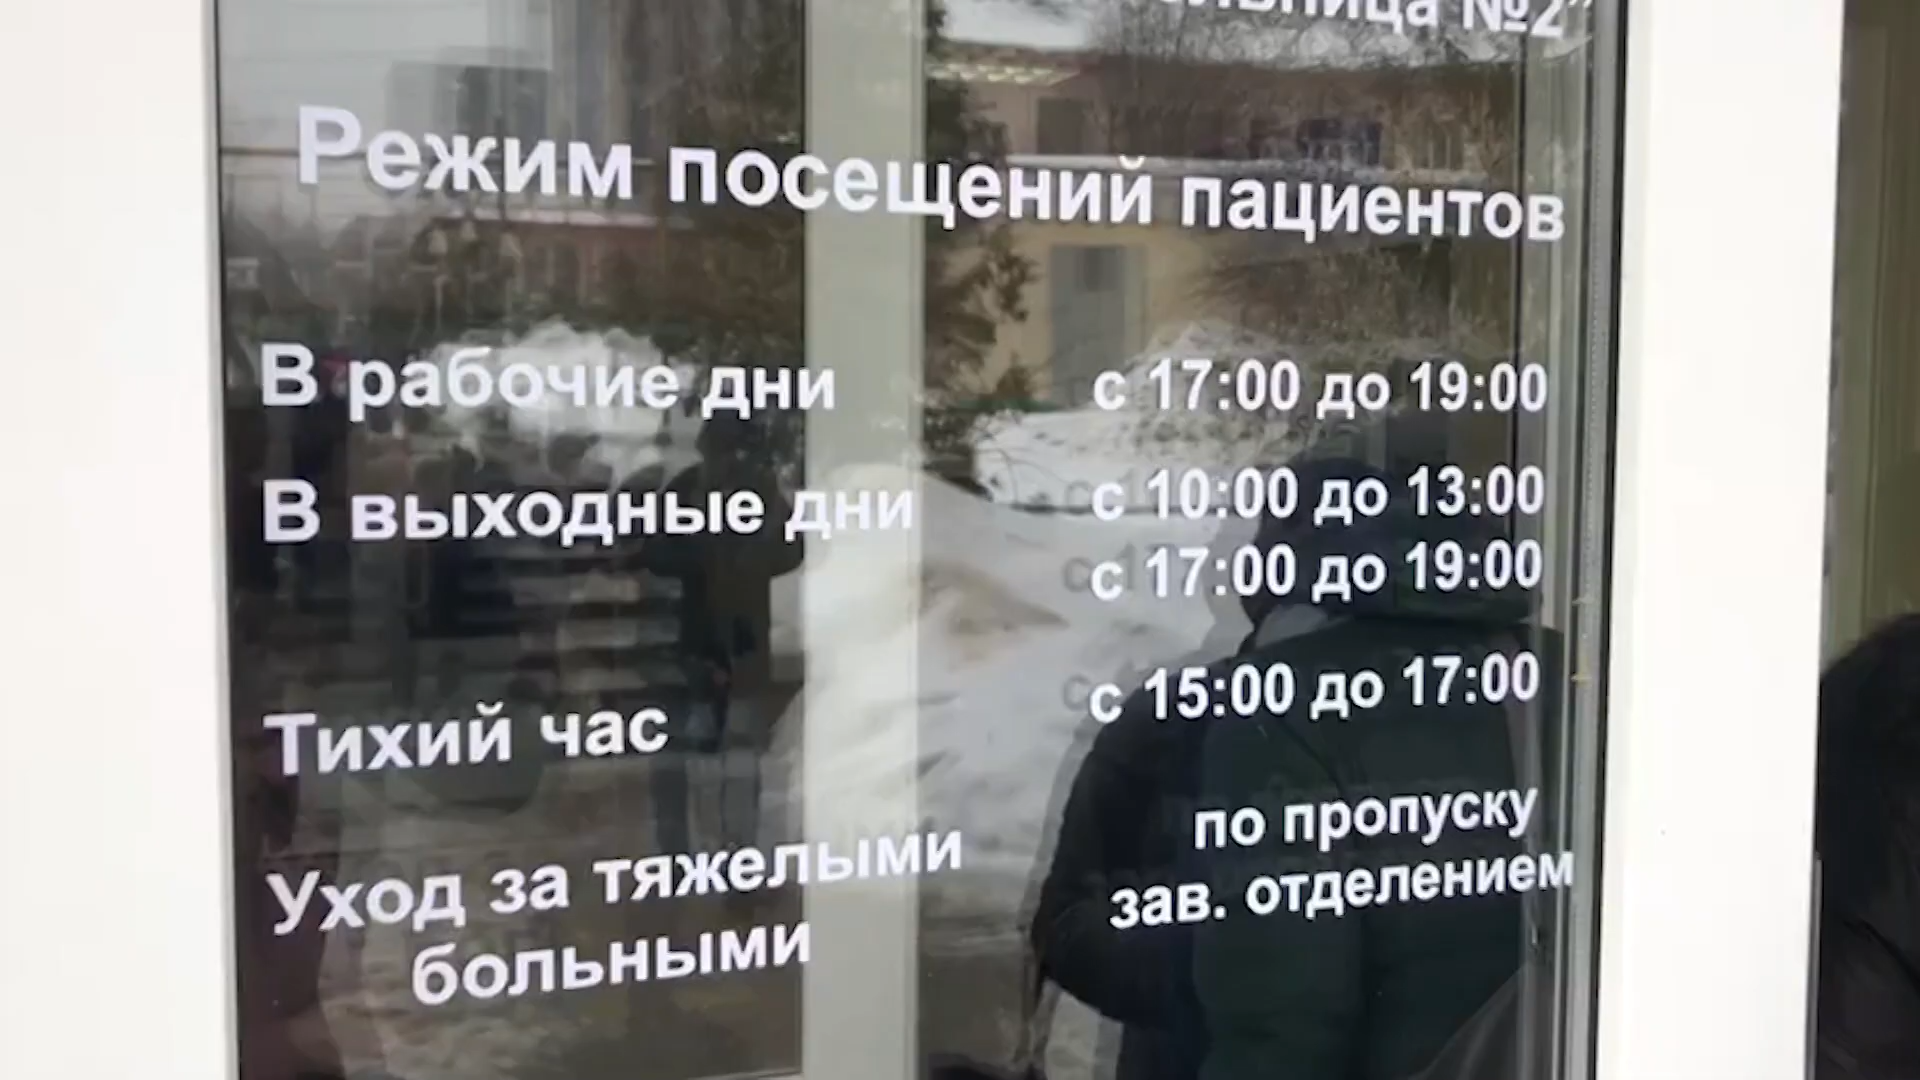 №2"
Режим посещений пациентов
В рабочие дни с 17:00 до 19:00
В выходные дни с 10:00 до 13:00
с 17:00 до 19:00
Тихий час с 15:00 до 17:00
Уход за тяжелыми по пропуску
больными зав. отделением